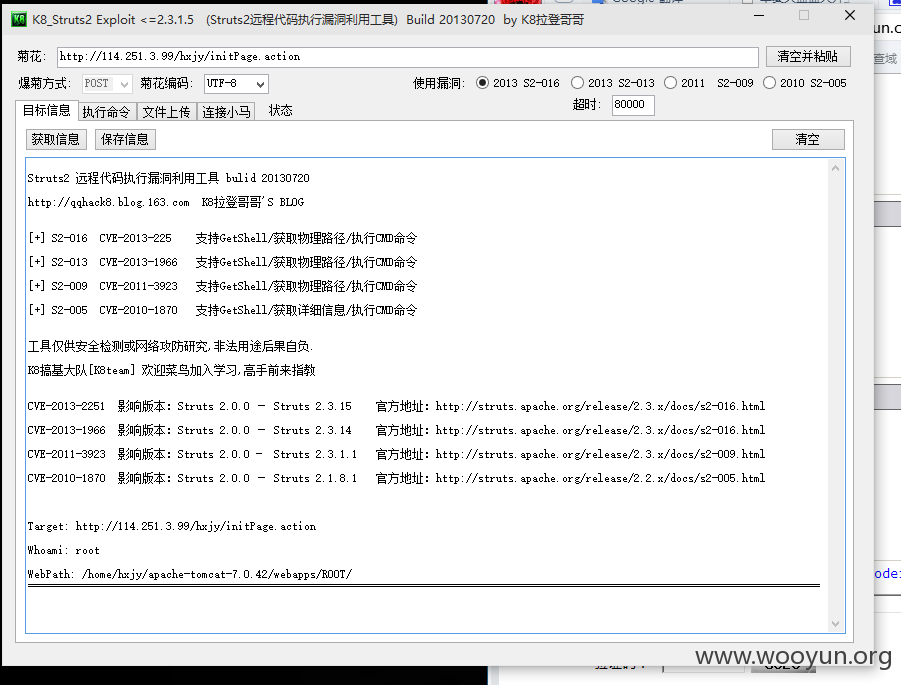 K8_Struts2 Exploit <=2.3.1.5 (Struts2远程代码执行漏洞利用工具) Build 20130720 by K8拉登哥哥
菊花: http://114.251.3.99/hxjy/initPage.action 清空并粘贴
爆菊方式: POST 菊花编码: UTF-8 使用漏洞: 2013 S2-016 2013 S2-013 2011 S2-009 2010 S2-005
超时: 80000
目标信息 执行命令 文件上传 连接小马 状态
获取信息 保存信息 清空
Struts2 远程代码执行漏洞利用工具 bulid 20130720
http://qqhack8.blog.163.com K8拉登哥哥'S BLOG
[+] S2-016 CVE-2013-225 支持GetShell/获取物理路径/执行CMD命令
[+] S2-013 CVE-2013-1966 支持GetShell/获取物理路径/执行CMD命令
[+] S2-009 CVE-2011-3923 支持GetShell/获取物理路径/执行CMD命令
[+] S2-005 CVE-2010-1870 支持GetShell/获取详细信息/执行CMD命令
工具仅供安全检测或网络攻防研究,非法用途后果自负.
K8搞基大队[K8team] 欢迎菜鸟加入学习,高手前来指教
CVE-2013-2251 影响版本: Struts 2.0.0 - Struts 2.3.15 官方地址: http://struts.apache.org/release/2.3.x/docs/s2-016.html
CVE-2013-1966 影响版本: Struts 2.0.0 - Struts 2.3.14 官方地址: http://struts.apache.org/release/2.3.x/docs/s2-016.html
CVE-2011-3923 影响版本: Struts 2.0.0 - Struts 2.3.1.1 官方地址: http://struts.apache.org/release/2.3.x/docs/s2-009.html
CVE-2010-1870 影响版本: Struts 2.0.0 - Struts 2.1.8.1 官方地址: http://struts.apache.org/release/2.2.x/docs/s2-005.html
Target: http://114.251.3.99/hxjy/initPage.action
Whoami: root
WebPath: /home/hxjy/apache-tomcat-7.0.42/webapps/ROOT/
www.wooyun.org